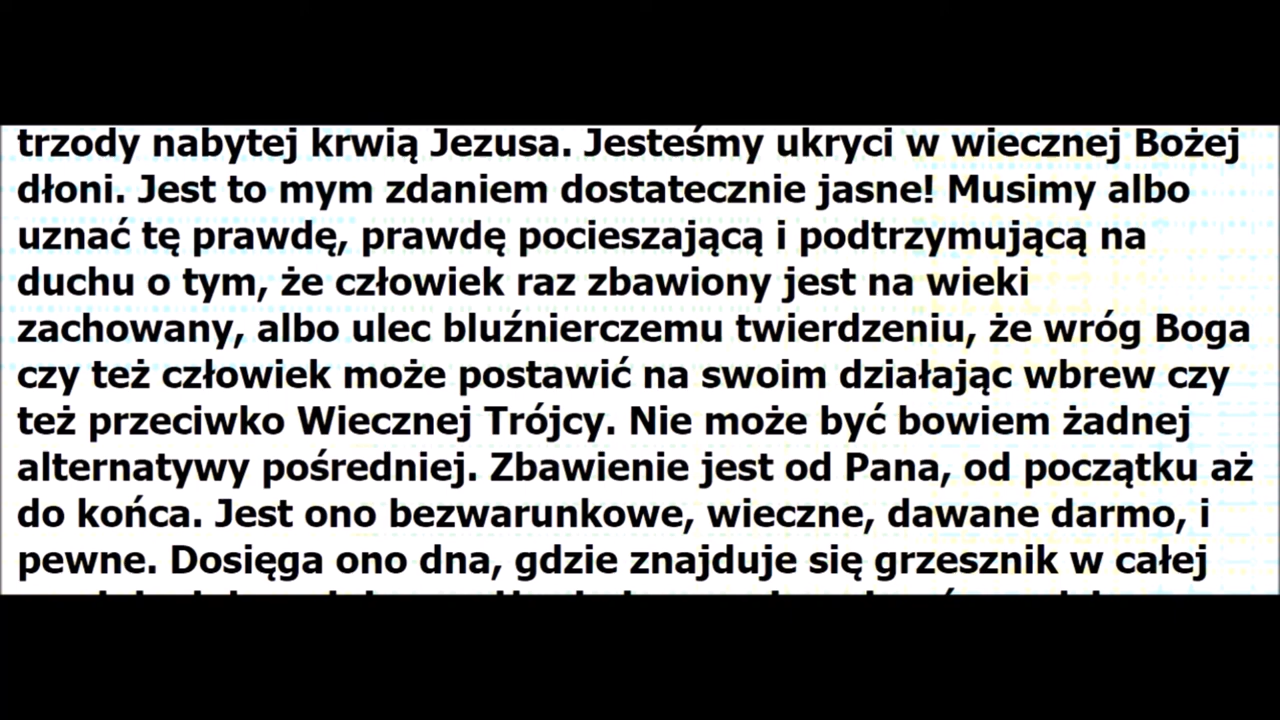 trzody nabytej krwią Jezusa. Jesteśmy ukryci w wiecznej Bożej
dłoni. Jest to mym zdaniem dostatecznie jasne! Musimy albo
uznać tę prawdę, prawdę pocieszającą i podtrzymującą na
duchu o tym, że człowiek raz zbawiony jest na wieki
zachowany, albo ulec bluźnierczemu twierdzeniu, że wróg Boga
czy też człowiek może postawić na swoim działając wbrew czy
też przeciwko Wiecznej Trójcy. Nie może być bowiem żadnej
alternatywy pośredniej. Zbawienie jest od Pana, od początku aż
do końca. Jest ono bezwarunkowe, wieczne, dawane darmo, i
pewne. Dosięga ono dna, gdzie znajduje się grzesznik w całej